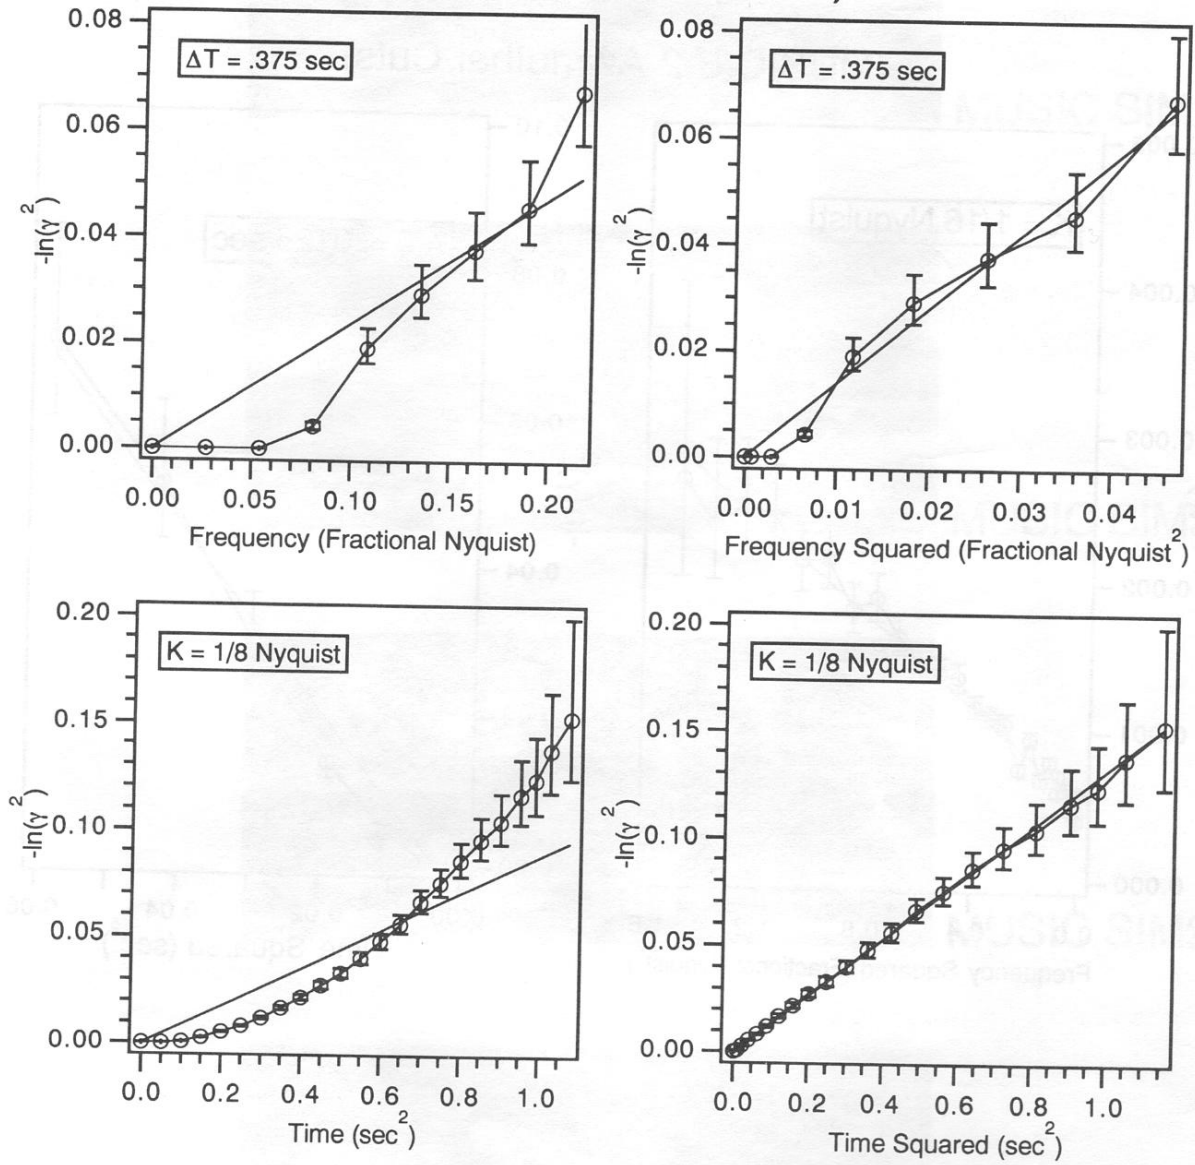 0.08
ΔT = .375 sec
0.06
-ln(γ²)
0.04
0.02
0.00
0.00 0.05 0.10 0.15 0.20
Frequency (Fractional Nyquist)
0.08
ΔT = .375 sec
0.06
-ln(γ²)
0.04
0.02
0.00
0.00 0.01 0.02 0.03 0.04
Frequency Squared (Fractional Nyquist²)
0.20
K = 1/8 Nyquist
0.15
-ln(γ²)
0.10
0.05
0.00
0.0 0.2 0.4 0.6 0.8 1.0
Time (sec²)
0.20
K = 1/8 Nyquist
0.15
-ln(γ²)
0.10
0.05
0.00
0.0 0.2 0.4 0.6 0.8 1.0
Time Squared (sec²)